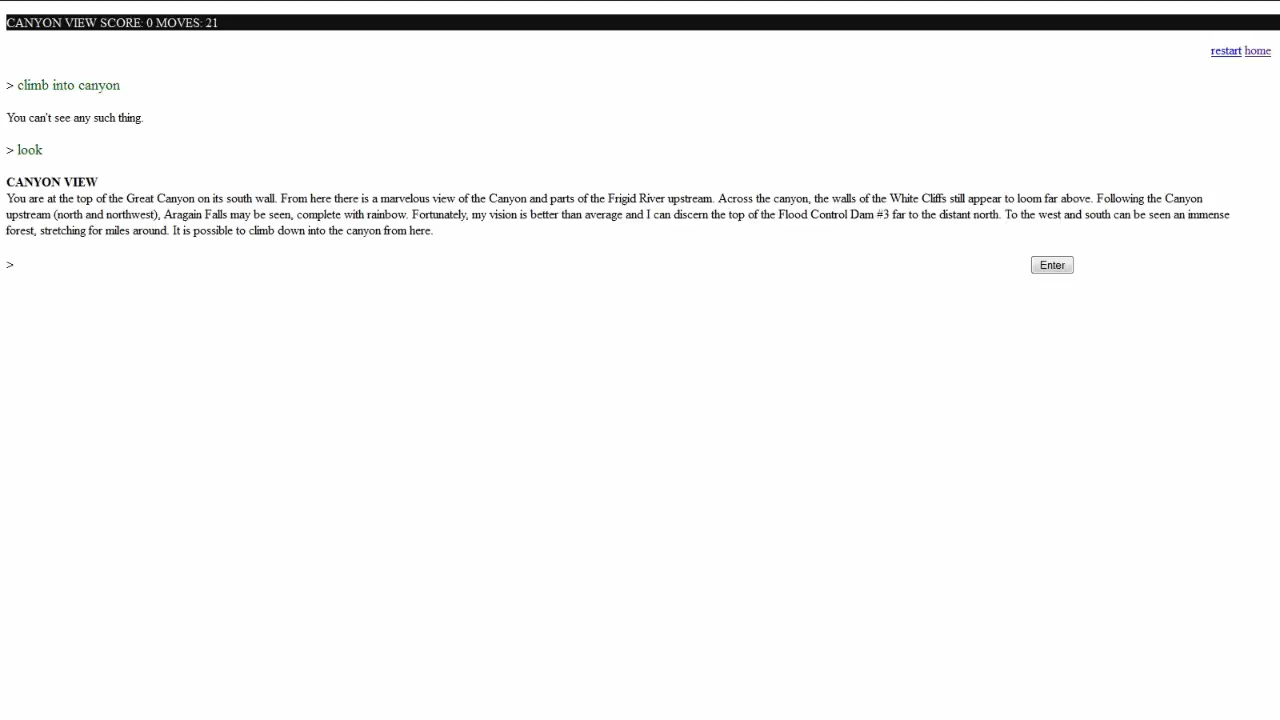 CANYON VIEW SCORE: 0 MOVES: 21
restart home
> climb into canyon
You can't see any such thing.
> look
CANYON VIEW
You are at the top of the Great Canyon on its south wall. From here there is a marvelous view of the Canyon and parts of the Frigid River upstream. Across the canyon, the walls of the White Cliffs still appear to loom far above. Following the Canyon
upstream (north and northwest), Aragain Falls may be seen, complete with rainbow. Fortunately, my vision is better than average and I can discern the top of the Flood Control Dam #3 far to the distant north. To the west and south can be seen an immense
forest, stretching for miles around. It is possible to climb down into the canyon from here.
> Enter